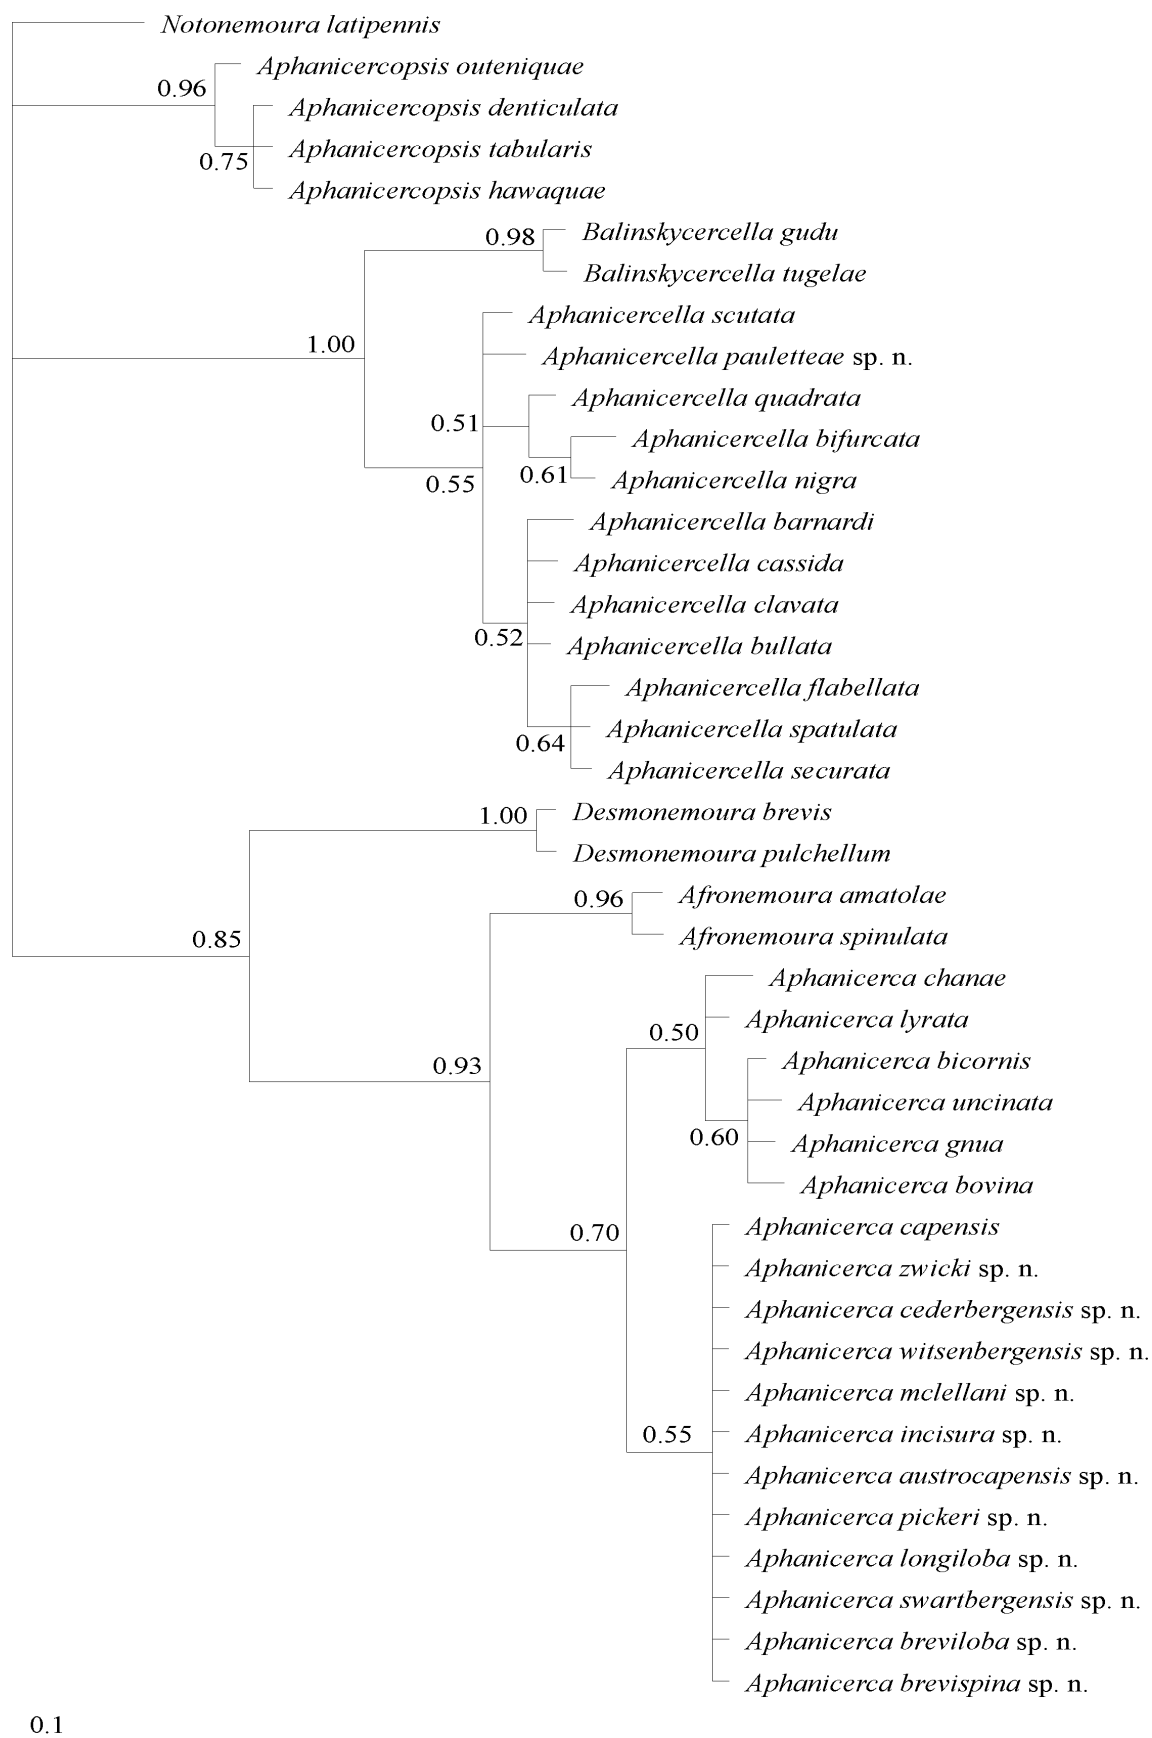 Notonemoura latipennis
Aphanicercopsis outeniquae
0.96
Aphanicercopsis denticulata
Aphanicercopsis tabularis
0.75
Aphanicercopsis hawaquae
Balinskycercella gudu
0.98
Balinskycercella tugelae
Aphanicercella scutata
1.00
Aphanicercella pauletteae sp. n.
Aphanicercella quadrata
0.51
Aphanicercella bifurcata
0.61
Aphanicercella nigra
0.55
Aphanicercella barnardi
Aphanicercella cassida
Aphanicercella clavata
0.52
Aphanicercella bullata
Aphanicercella flabellata
Aphanicercella spatulata
0.64
Aphanicercella securata
Desmonemoura brevis
1.00
Desmonemoura pulchellum
Afronemoura amatolae
0.96
Afronemoura spinulata
0.85
Aphanicerca chanae
Aphanicerca lyrata
0.50
Aphanicerca bicornis
0.93
Aphanicerca uncinata
0.60
Aphanicerca gnua
Aphanicerca bovina
Aphanicerca capensis
0.70
Aphanicerca zwicki sp. n.
Aphanicerca cederbergensis sp. n.
Aphanicerca witsenbergensis sp. n.
Aphanicerca mclellani sp. n.
0.55
Aphanicerca incisura sp. n.
Aphanicerca austrocapensis sp. n.
Aphanicerca pickeri sp. n.
Aphanicerca longiloba sp. n.
Aphanicerca swartbergensis sp. n.
Aphanicerca breviloba sp. n.
Aphanicerca brevispina sp. n.
0.1